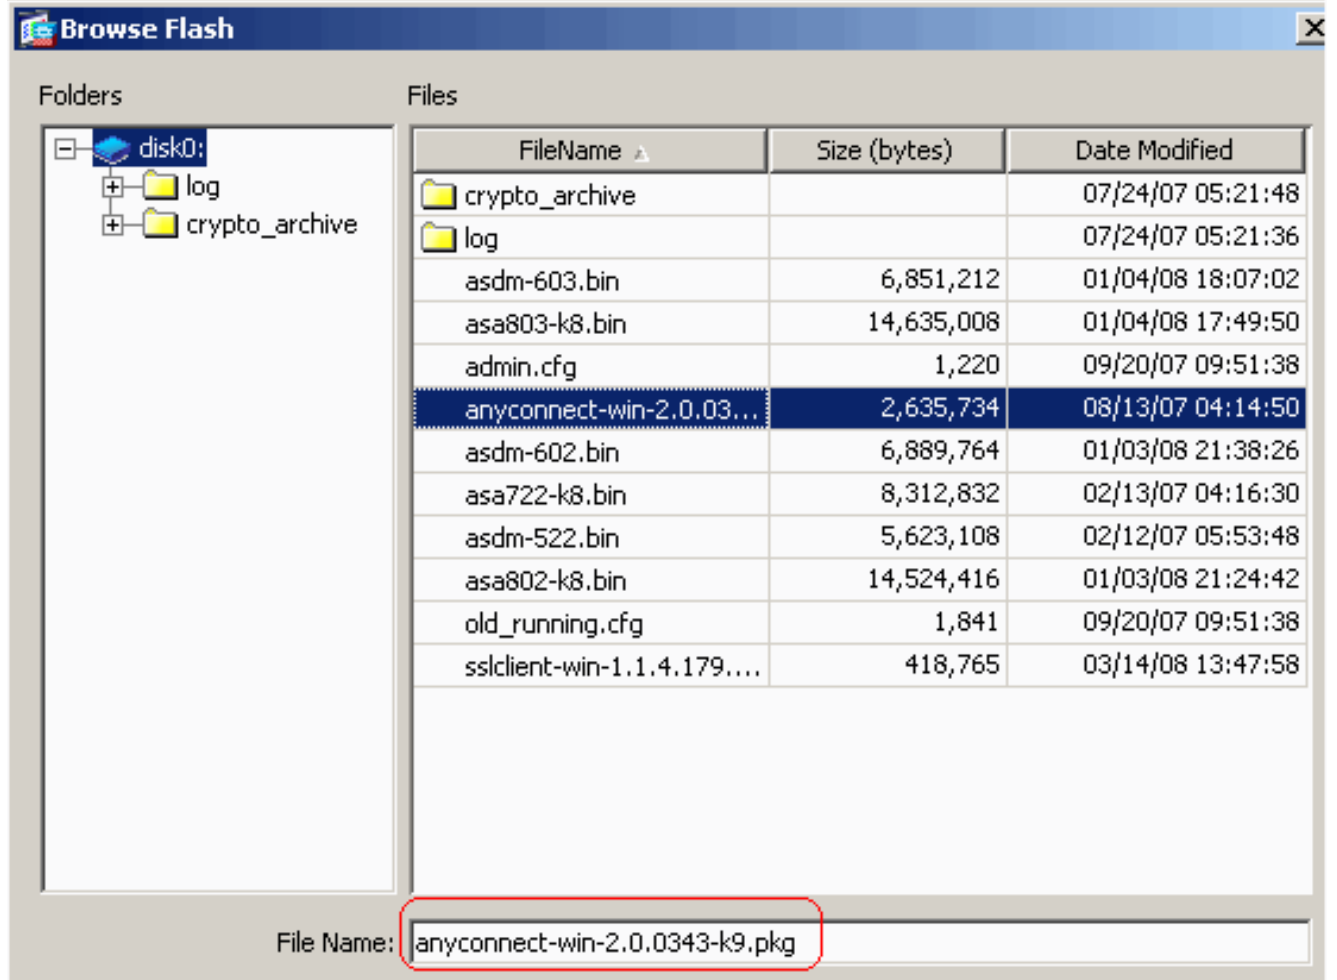 Browse Flash
Folders
Files
disk0:
log
crypto_archive
FileName Size (bytes) Date Modified
crypto_archive 07/24/07 05:21:48
log 07/24/07 05:21:36
asdm-603.bin 6,851,212 01/04/08 18:07:02
asa803-k8.bin 14,635,008 01/04/08 17:49:50
admin.cfg 1,220 09/20/07 09:51:38
anyconnect-win-2.0.03... 2,635,734 08/13/07 04:14:50
asdm-602.bin 6,889,764 01/03/08 21:38:26
asa722-k8.bin 8,312,832 02/13/07 04:16:30
asdm-522.bin 5,623,108 02/12/07 05:53:48
asa802-k8.bin 14,524,416 01/03/08 21:24:42
old_running.cfg 1,841 09/20/07 09:51:38
sslclient-win-1.1.4.179.... 418,765 03/14/08 13:47:58
File Name: anyconnect-win-2.0.0343-k9.pkg